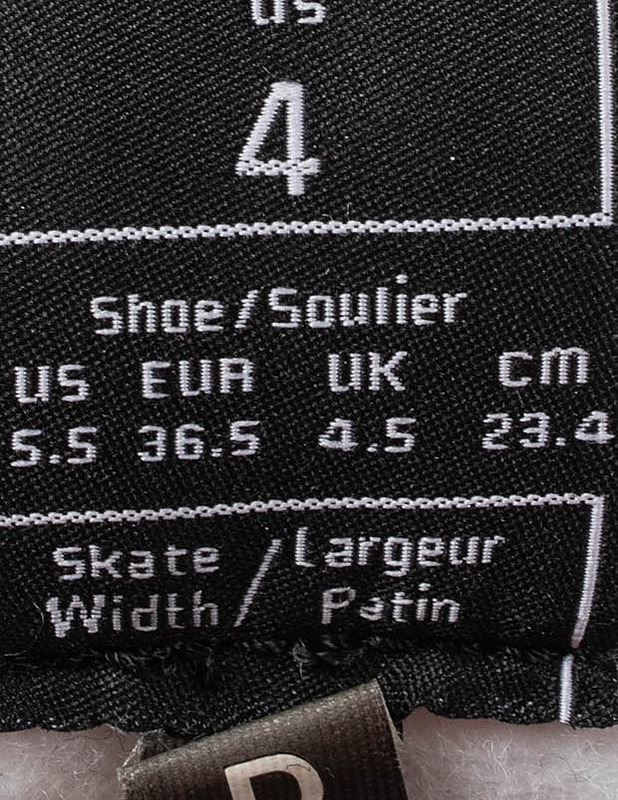 us
4
Shoe/Soulier
US EUR UK CM
5.5 36.5 4.5 23.4
Skate / Largeur
Width / Patin